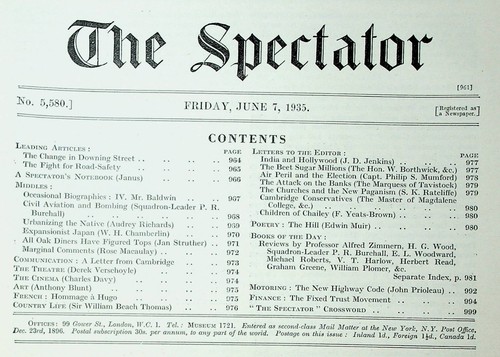 The Spectator
[961]
No. 5,580.]
FRIDAY, JUNE 7, 1935.
[Registered as
a Newspaper.]
CONTENTS
LEADING ARTICLES :
PAGE
The Change in Downing Street . . . . . . 964
The Fight for Road-Safety . . . . . . 965
A SPECTATOR'S NOTEBOOK (Janus) . . . . 966
MIDDLES :
Occasional Biographies : IV. Mr. Baldwin . . 967
Civil Aviation and Bombing (Squadron-Leader P. R.
Burchall) . . . . . . . . 968
Urbanizing the Native (Audrey Richards) . . 969
Expansionist Japan (W. H. Chamberlin) . . 970
All Oak Diners Have Figured Tops (Jan Struther) . . 971
Marginal Comments (Rose Macaulay) . . 972
COMMUNICATION : A Letter from Cambridge . . 973
THE THEATRE (Derek Verschoyle) . . . . 974
THE CINEMA (Charles Davy) . . . . 974
ART (Anthony Blunt) . . . . 975
FRENCH : Hommage à Hugo . . . . 975
COUNTRY LIFE (Sir William Beach Thomas) . . 976
LETTERS TO THE EDITOR :
PAGE
India and Hollywood (J. D. Jenkins) . . 977
The Beet Sugar Millions (The Hon. W. Borthwick, &c.) 977
Air Peril and the Election (Capt. Philip S. Mumford) 978
The Attack on the Banks (The Marquess of Tavistock) 979
The Churches and the New Paganism (S. K. Ratcliffe) 979
Cambridge Conservatives (The Master of Magdalene
College, &c.) . . . . . . 980
Children of Chailey (F. Yeats-Brown) . . 980
POETRY : The Hill (Edwin Muir) . . . . 980
BOOKS OF THE DAY :
Reviews by Professor Alfred Zimmern, H. G. Wood,
Squadron-Leader P. R. Burchall, E. L. Woodward,
Michael Roberts, V. T. Harlow, Herbert Read,
Graham Greene, William Plomer, &c.
Separate Index, p. 981
MOTORING : The New Highway Code (John Prioleau) . . 992
FINANCE : The Fixed Trust Movement . . . . 994
"THE SPECTATOR" CROSSWORD . . . . 999
OFFICES : 99 Gower St., London, W.C. 1. Tel. : MUSEUM 1721. Entered as second-class Mail Matter at the New York, N.Y. Post Office,
Dec. 23rd, 1896. Postal subscription 30s. per annum, to any part of the world. Postage on this issue : Inland 1d., Foreign 1½d., Canada 1d.